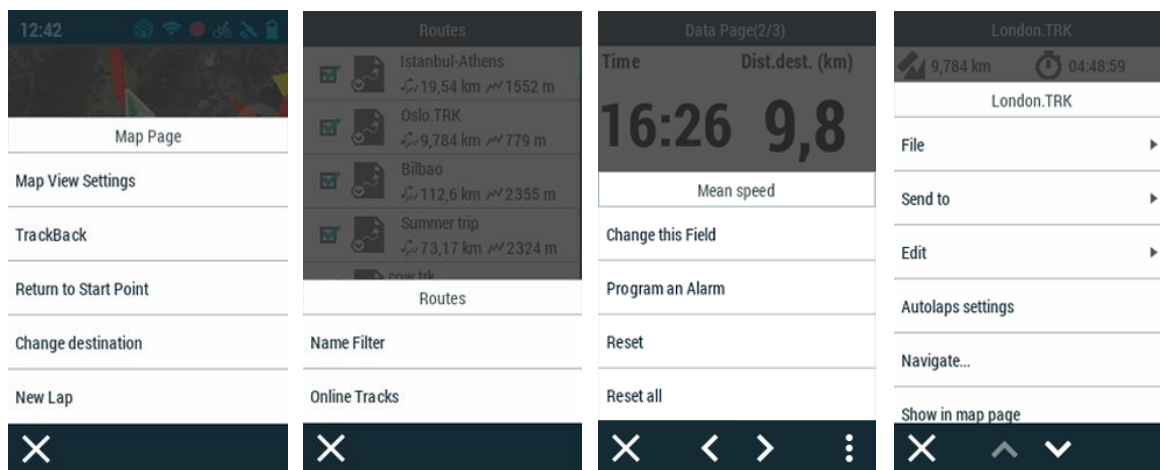 12:42
Map Page
Map View Settings
TrackBack
Return to Start Point
Change destination
New Lap
Routes
Istanbul-Athens
19,54 km 1552 m
Oslo.TRK
9,784 km 779 m
Bilbao
112,6 km 2355 m
Summer trip
73,17 km 2324 m
cow.trk
Routes
Name Filter
Online Tracks
Data Page(2/3)
Time Dist.dest. (km)
16:26 9,8
Mean speed
Change this Field
Program an Alarm
Reset
Reset all
London.TRK
9,784 km 04:48:59
London.TRK
File
Send to
Edit
Autolaps settings
Navigate...
Show in map page